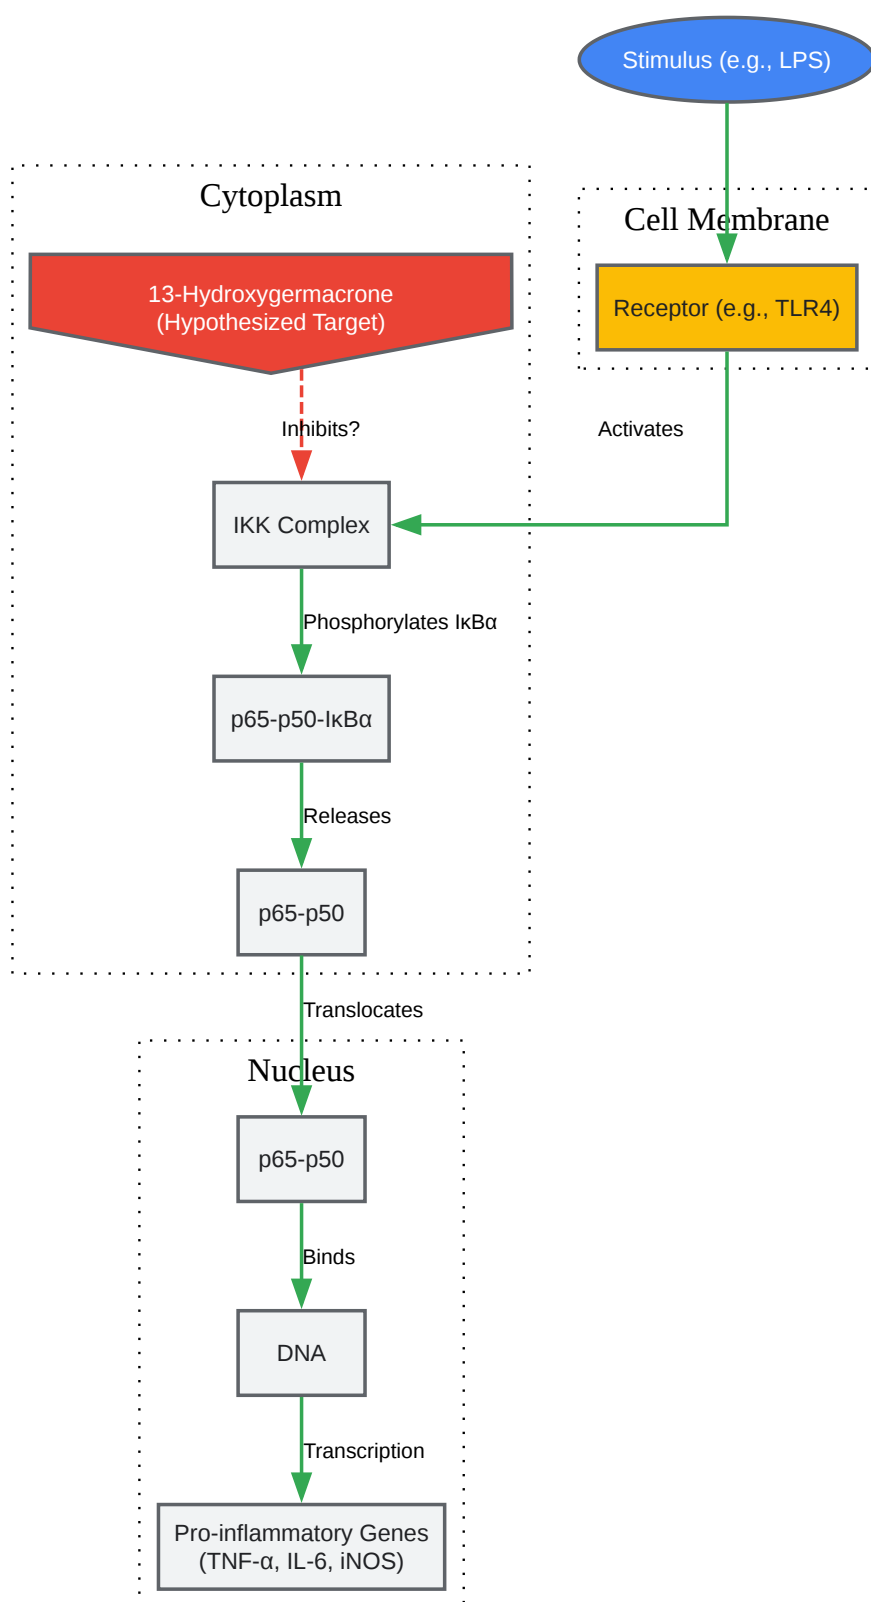 Stimulus (e.g., LPS)
Cytoplasm
Cell Membrane
13-Hydroxygermacrone
(Hypothesized Target)
Receptor (e.g., TLR4)
Inhibits?
Activates
IKK Complex
Phosphorylates IκBα
p65-p50-IκBα
Releases
p65-p50
Translocates
Nucleus
p65-p50
Binds
DNA
Transcription
Pro-inflammatory Genes
(TNF-α, IL-6, iNOS)